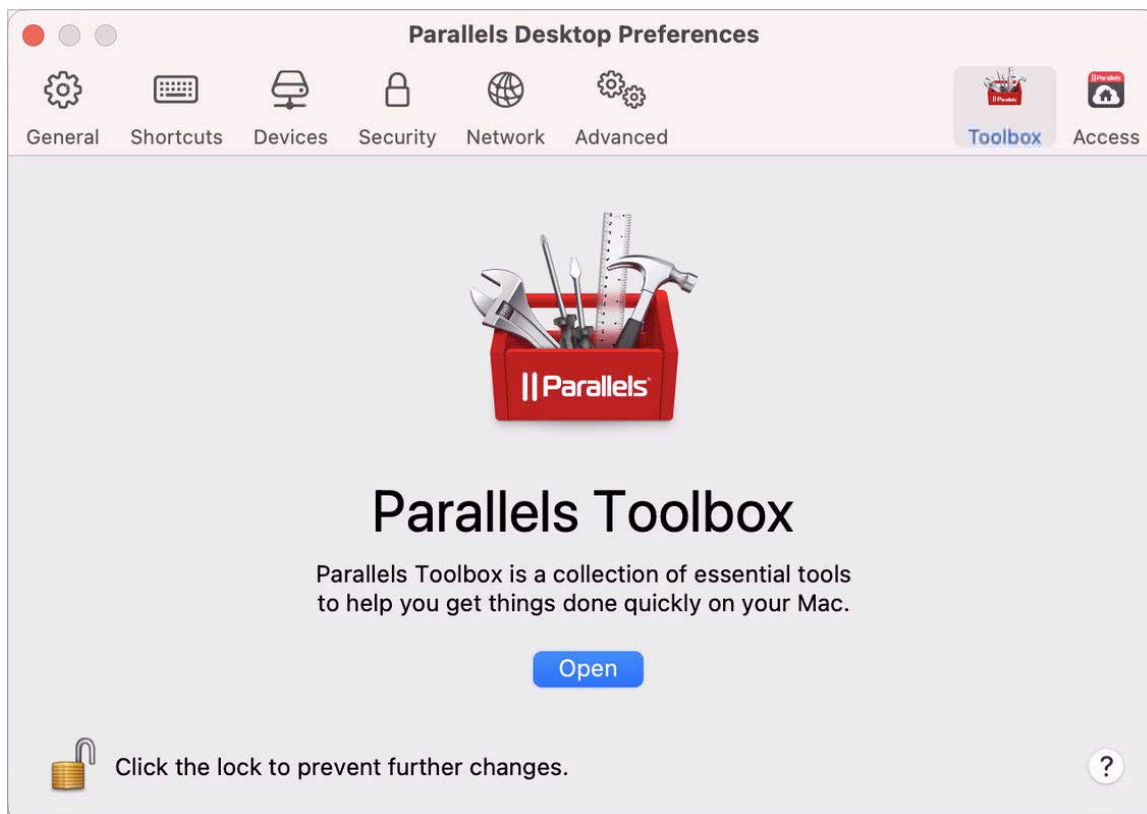 Parallels Desktop Preferences
General Shortcuts Devices Security Network Advanced Toolbox Access
|| Parallels
Parallels Toolbox
Parallels Toolbox is a collection of essential tools
to help you get things done quickly on your Mac.
Open
Click the lock to prevent further changes.
?